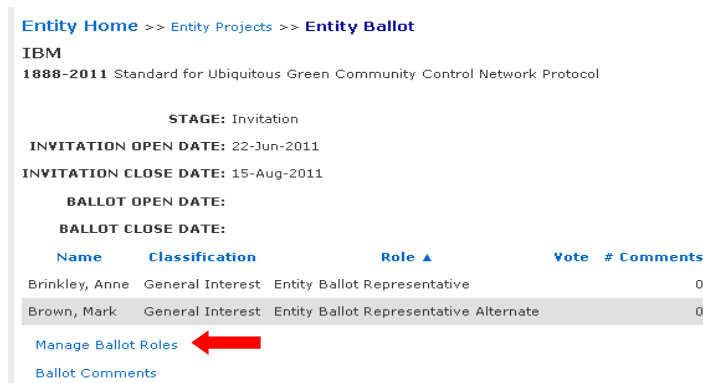 Entity Home >> Entity Projects >> Entity Ballot
IBM
1888-2011 Standard for Ubiquitous Green Community Control Network Protocol
STAGE: Invitation
INVITATION OPEN DATE: 22-Jun-2011
INVITATION CLOSE DATE: 15-Aug-2011
BALLOT OPEN DATE:
BALLOT CLOSE DATE:
Name Classification Role ▲ Vote # Comments
Brinkley, Anne General Interest Entity Ballot Representative 0
Brown, Mark General Interest Entity Ballot Representative Alternate 0
Manage Ballot Roles
Ballot Comments